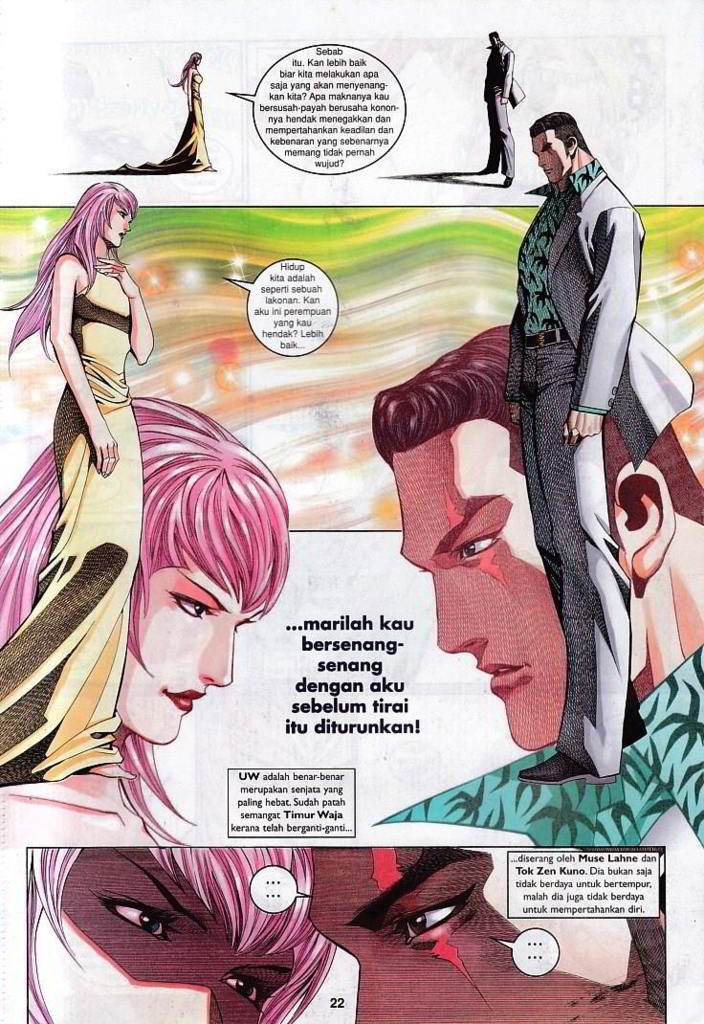 Sebab
itu. Kan lebih baik
biar kita melakukan apa
saja yang akan menyenang-
kan kita? Apa maknanya kau
bersusah-payah berusaha konon-
nya hendak menegakkan dan
mempertahankan keadilan dan
kebenaran yang sebenarnya
memang tidak pernah
wujud?
Hidup
kita adalah
seperti sebuah
lakonan. Kan
aku ini perempuan
yang kau
hendak? Lebih
baik...
...marilah kau
bersenang-
senang
dengan aku
sebelum tirai
itu diturunkan!
UW adalah benar-benar
merupakan senjata yang
paling hebat. Sudah patah
semangat Timur Waja
kerana telah berganti-ganti...
...diserang oleh Muse Lahne dan
Tok Zen Kuno. Dia bukan saja
tidak berdaya untuk bertempur,
malah dia juga tidak berdaya
untuk mempertahankan diri.
...
...
...
...
22